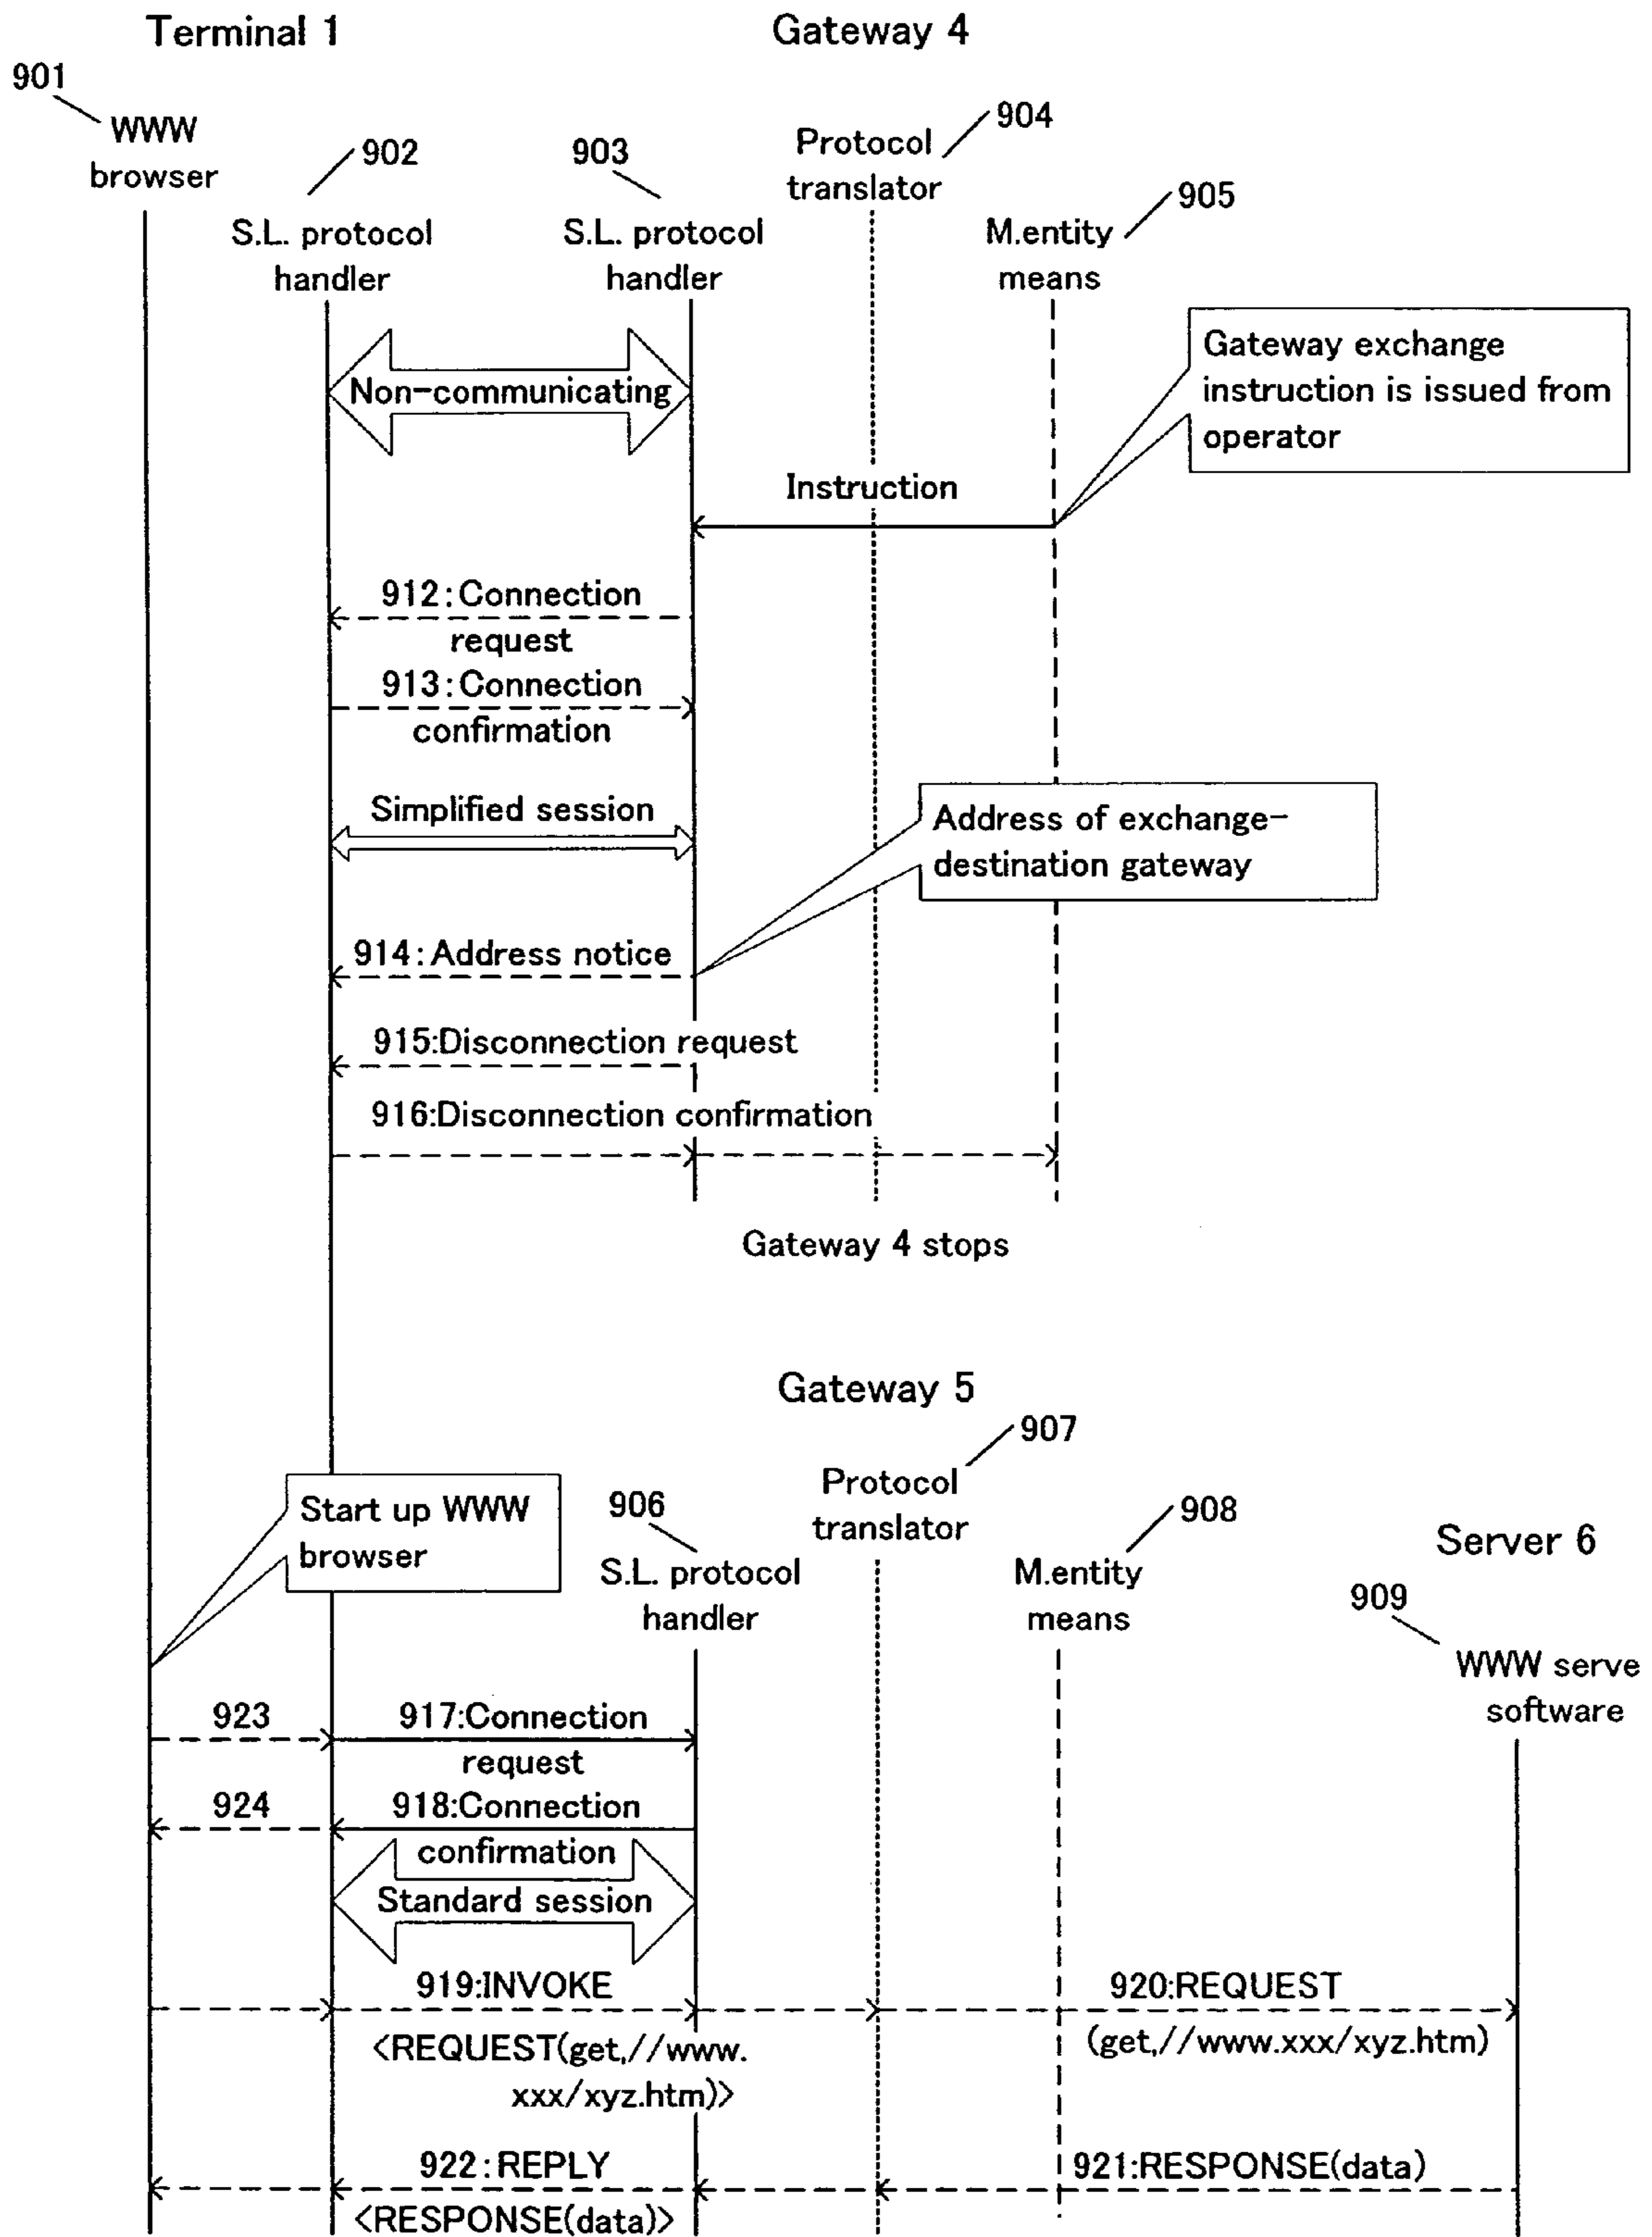 Terminal 1
Gateway 4
901
WWW
browser
902
S.L. protocol
handler
903
S.L. protocol
handler
904
Protocol
translator
905
M.entity
means
Non-communicating
Gateway exchange
instruction is issued from
operator
Instruction
912:Connection
request
913:Connection
confirmation
Simplified session
Address of exchange-
destination gateway
914:Address notice
915:Disconnection request
916:Disconnection confirmation
Gateway 4 stops
Gateway 5
Start up WWW
browser
906
S.L. protocol
handler
907
Protocol
translator
908
M.entity
means
Server 6
909
WWW serve
software
923
917:Connection
request
924
918:Connection
confirmation
Standard session
919:INVOKE
<REQUEST(get,//www.
xxx/xyz.htm)>
920:REQUEST
(get,//www.xxx/xyz.htm)
922:REPLY
<RESPONSE(data)>
921:RESPONSE(data)